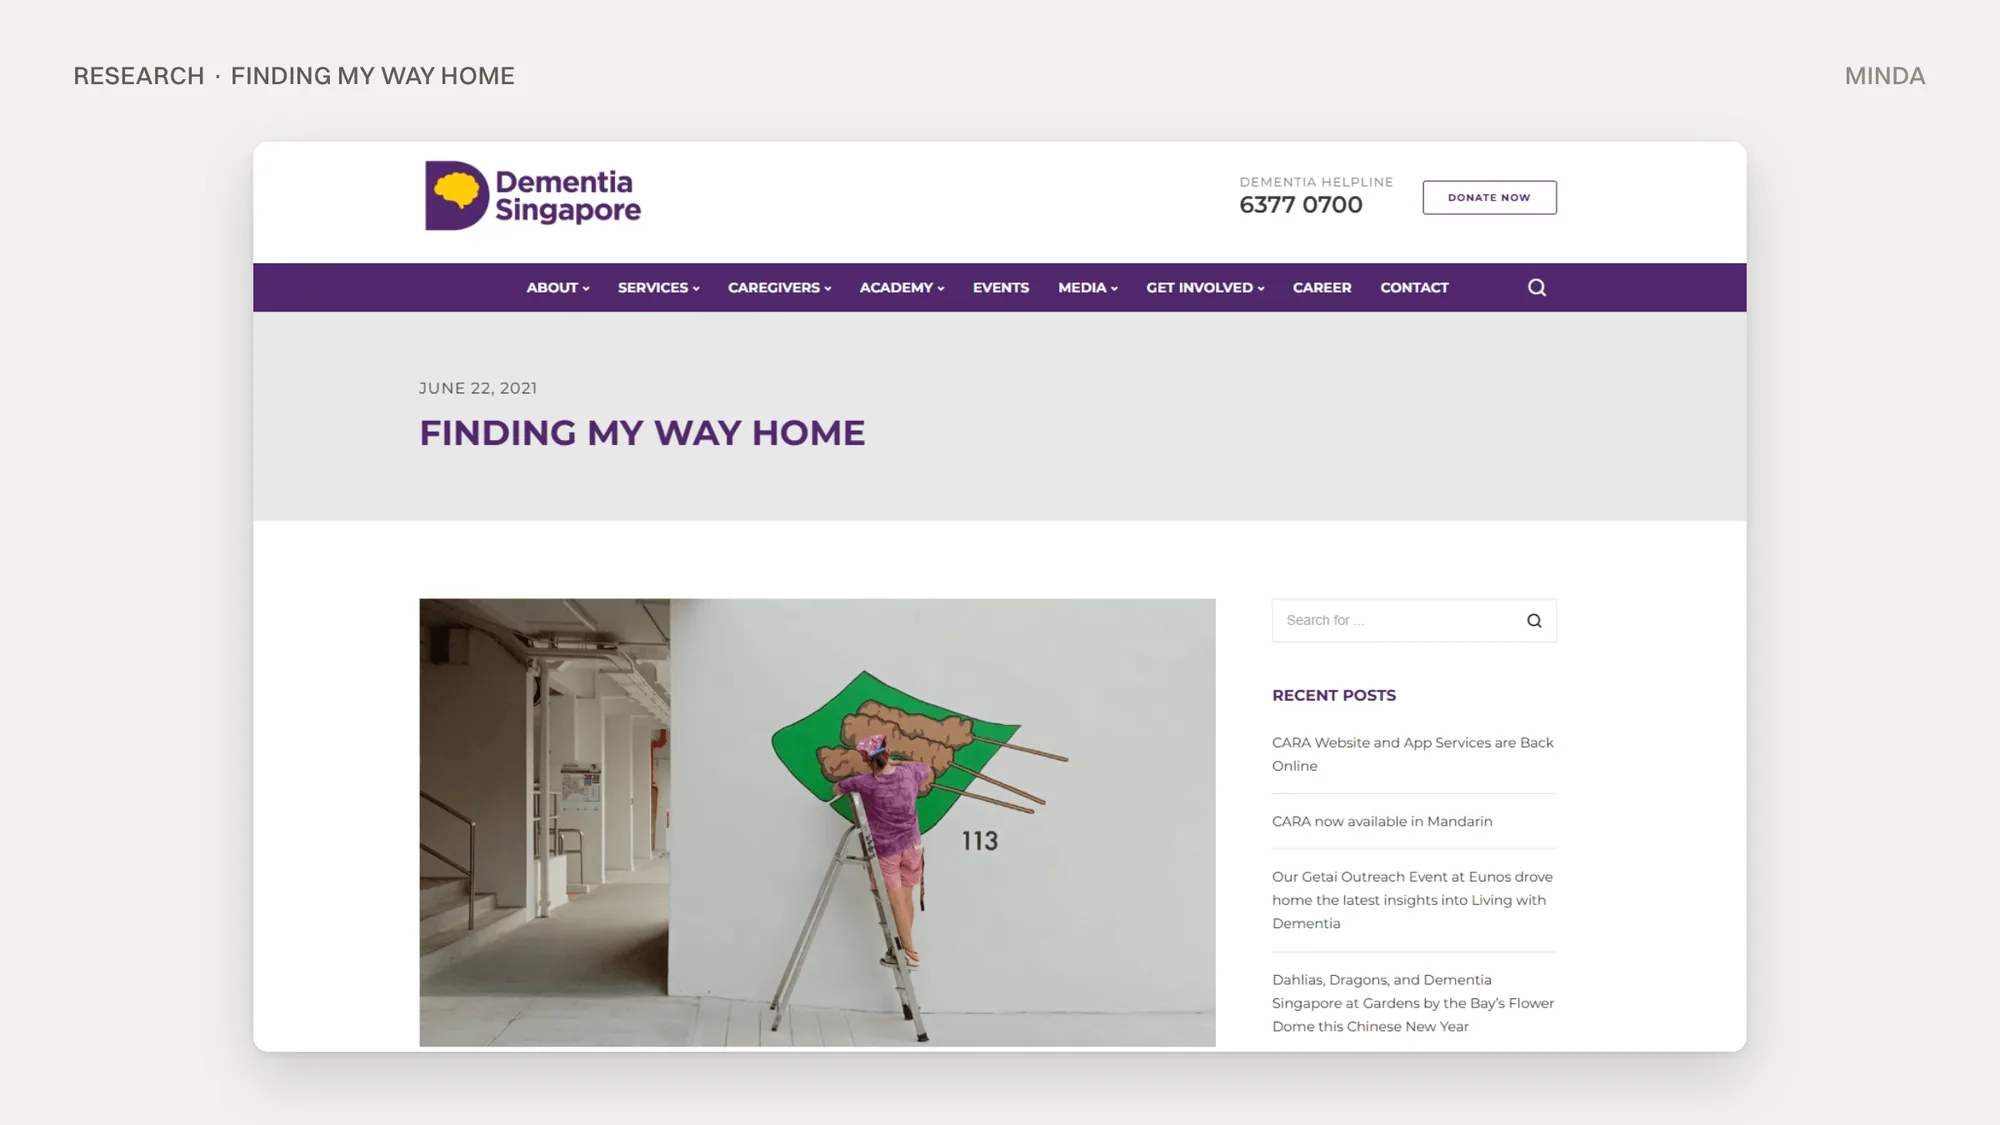 RESEARCH · FINDING MY WAY HOME
MINDA
Dementia
Singapore
DEMENTIA HELPLINE
6377 0700
DONATE NOW
ABOUT
SERVICES
CAREGIVERS
ACADEMY
EVENTS
MEDIA
GET INVOLVED
CAREER
CONTACT
JUNE 22, 2021
FINDING MY WAY HOME
113
Search for ...
RECENT POSTS
CARA Website and App Services are Back
Online
CARA now available in Mandarin
Our Getai Outreach Event at Eunos drove
home the latest insights into Living with
Dementia
Dahlias, Dragons, and Dementia
Singapore at Gardens by the Bay’s Flower
Dome this Chinese New Year